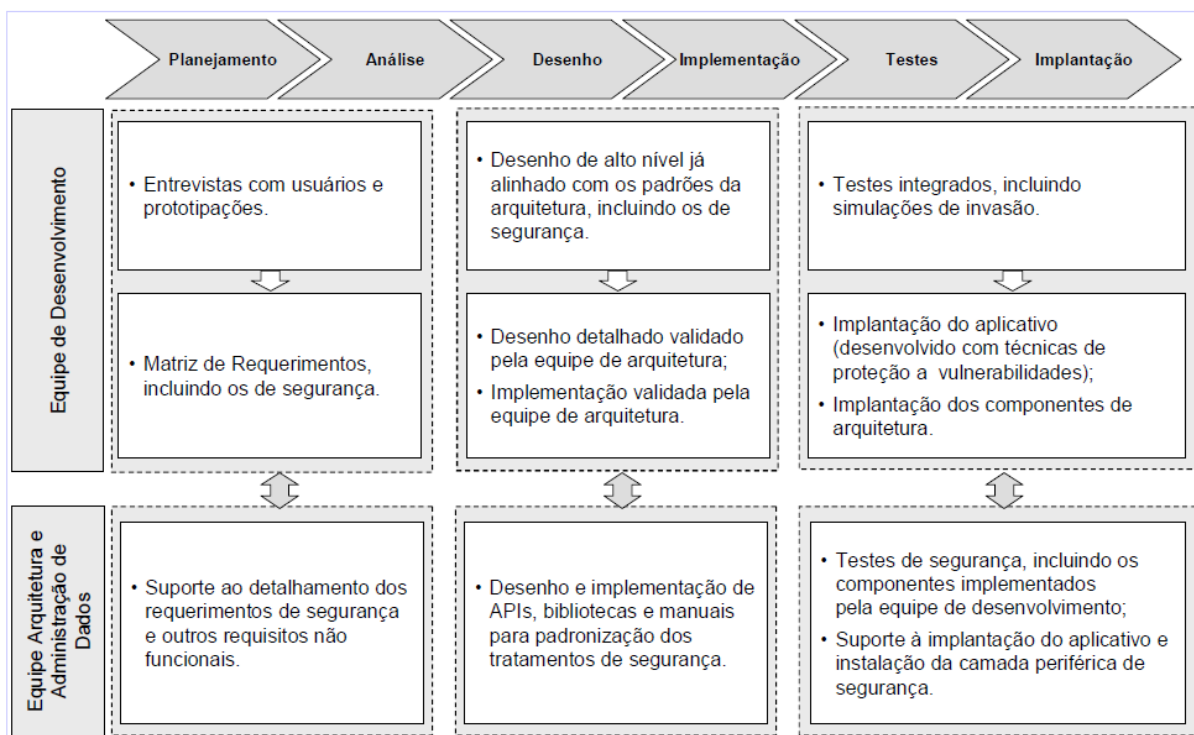 Planejamento
Análise
Desenho
Implementação
Testes
Implantação
Equipe de Desenvolvimento
• Entrevistas com usuários e
prototipações.
• Matriz de Requerimentos,
incluindo os de segurança.
• Desenho de alto nível já
alinhado com os padrões da
arquitetura, incluindo os de
segurança.
• Desenho detalhado validado
pela equipe de arquitetura;
• Implementação validada pela
equipe de arquitetura.
• Testes integrados, incluindo
simulações de invasão.
• Implantação do aplicativo
(desenvolvido com técnicas de
proteção a vulnerabilidades);
• Implantação dos componentes de
arquitetura.
Equipe Arquitetura e
Administração de
Dados
• Suporte ao detalhamento dos
requerimentos de segurança
e outros requisitos não
funcionais.
• Desenho e implementação de
APIs, bibliotecas e manuais
para padronização dos
tratamentos de segurança.
• Testes de segurança, incluindo os
componentes implementados
pela equipe de desenvolvimento;
• Suporte à implantação do aplicativo e
instalação da camada periférica de
segurança.